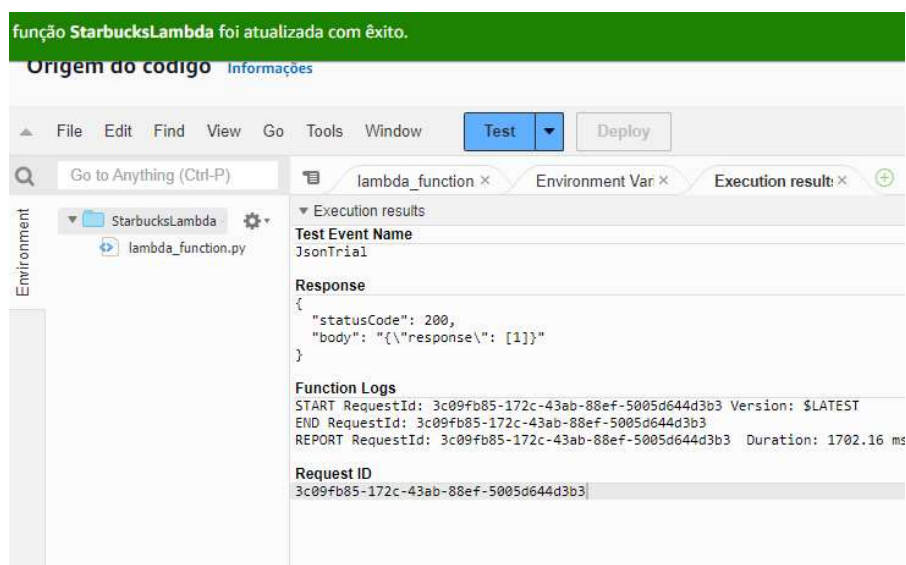 função StarbucksLambda foi atualizada com êxito.
Origem do código Informações
File Edit Find View Go Tools Window Test Deploy
Go to Anything (Ctrl-P)
lambda_function × Environment Vari × Execution results ×
Environment
StarbucksLambda
lambda_function.py
Execution results
Test Event Name
JsonTrial
Response
{
"statusCode": 200,
"body": "{\"response\": [1]}"
}
Function Logs
START RequestId: 3c09fb85-172c-43ab-88ef-5005d644d3b3 Version: $LATEST
END RequestId: 3c09fb85-172c-43ab-88ef-5005d644d3b3
REPORT RequestId: 3c09fb85-172c-43ab-88ef-5005d644d3b3 Duration: 1702.16 ms
Request ID
3c09fb85-172c-43ab-88ef-5005d644d3b3